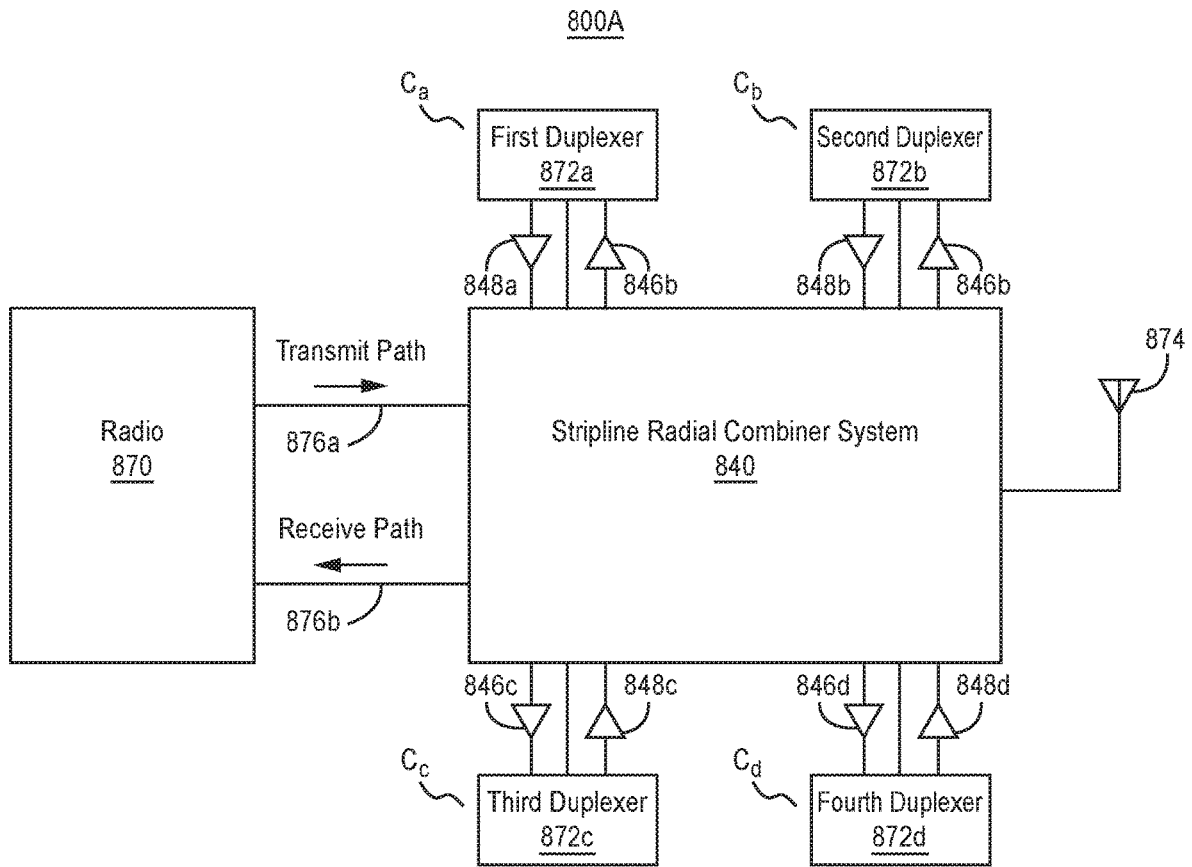 800A
Ca
Cb
First Duplexer
872a
Second Duplexer
872b
848a
846b
848b
846b
874
Transmit Path
876a
Radio
870
Stripline Radial Combiner System
840
Receive Path
876b
846c
848c
846d
848d
Cc
Cd
Third Duplexer
872c
Fourth Duplexer
872d